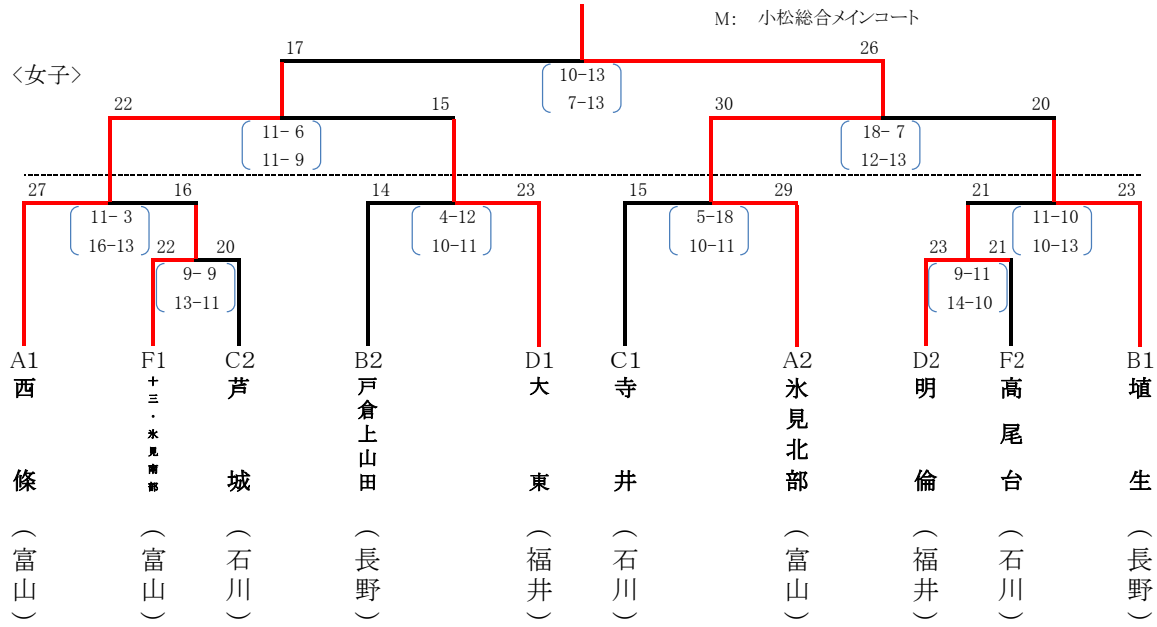 M: 小松総合メインコート
17 26
〈女子〉
10-13
7-13
22 15 30 20
11- 6 18- 7
11- 9 12-13
27 16 14 23 15 29 21 23
11- 3 4-12 5-18 11-10
16-13 10-11 10-11 10-13
22 20 23 21
9- 9 9-11
13-11 14-10
A1 F1 C2 B2 D1 C1 A2 D2 F2 B1
西條
十三・氷見南部
芦城
戸倉上山田
大東
寺井
氷見北部
明倫
高尾台
埴生
（富山）
（富山）
（石川）
（長野）
（福井）
（石川）
（富山）
（福井）
（石川）
（長野）